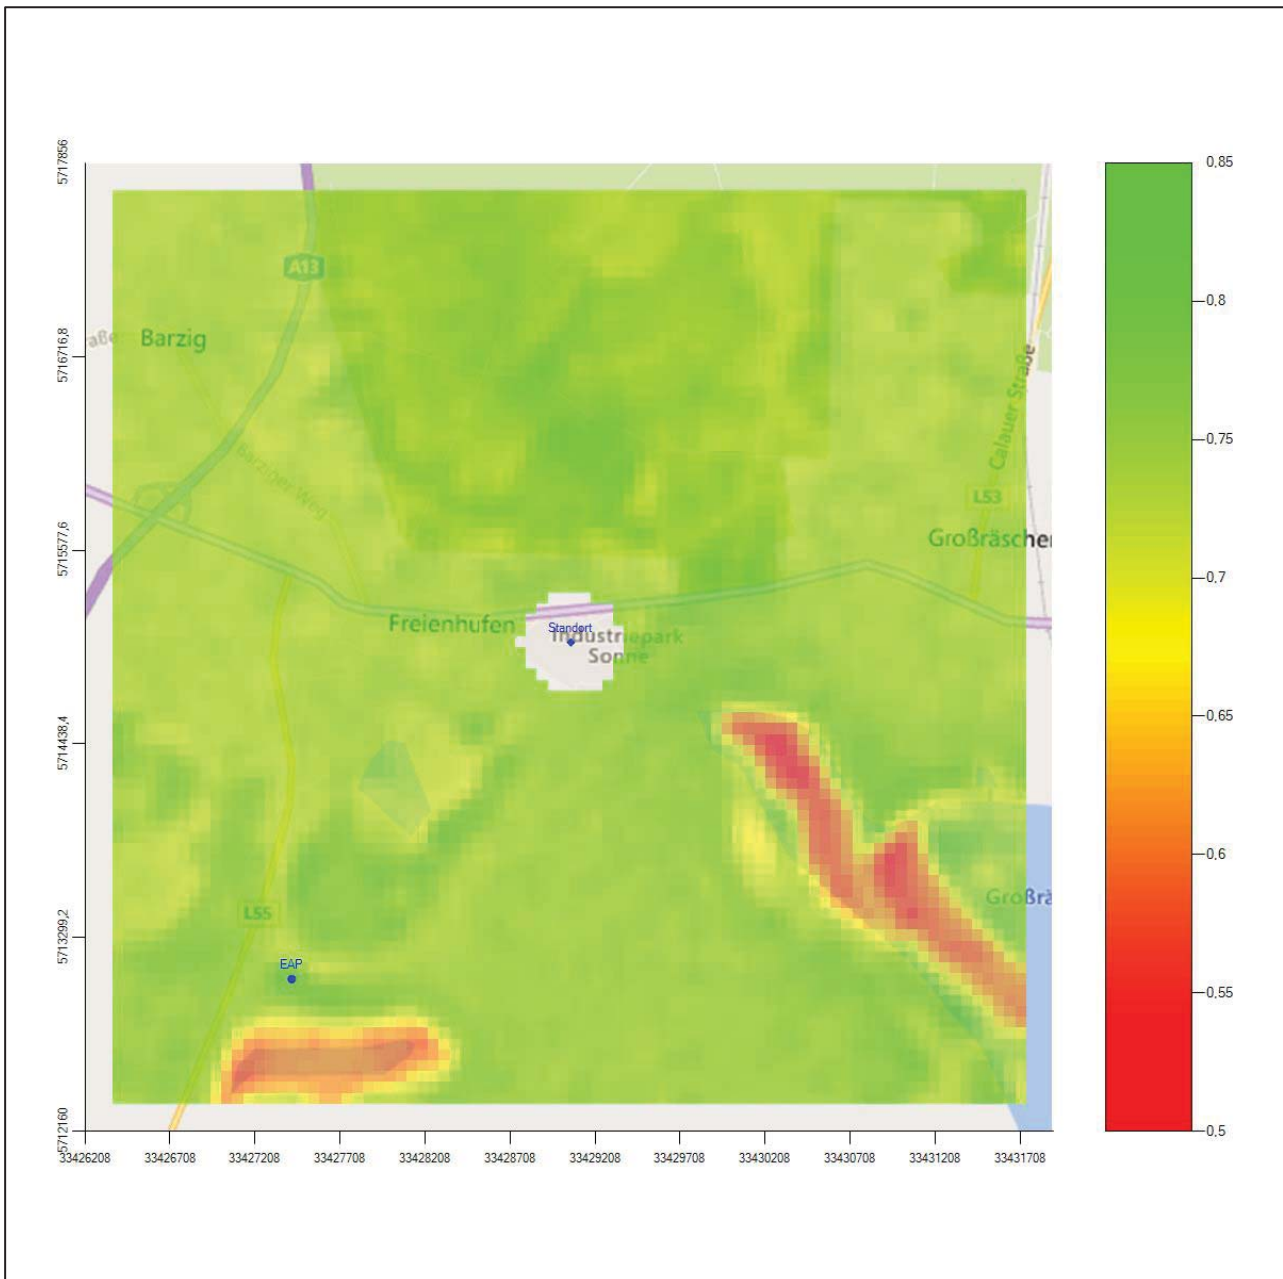 5717856
0,85
A13
0,8
Barzig
aße
5716716,8
Calauer Straße
0,75
Barziger-Weg
L53
5715577,6
Großräschen
0,7
Freienhufen
Standort
Industriepark
Sonne
0,65
5714438,4
0,6
Großrä
L55
5713299,2
EAP
0,55
5712160
0,5
33426208 33426708 33427208 33427708 33428208 33428708 33429208 33429708 33430208 33430708 33431208 33431708